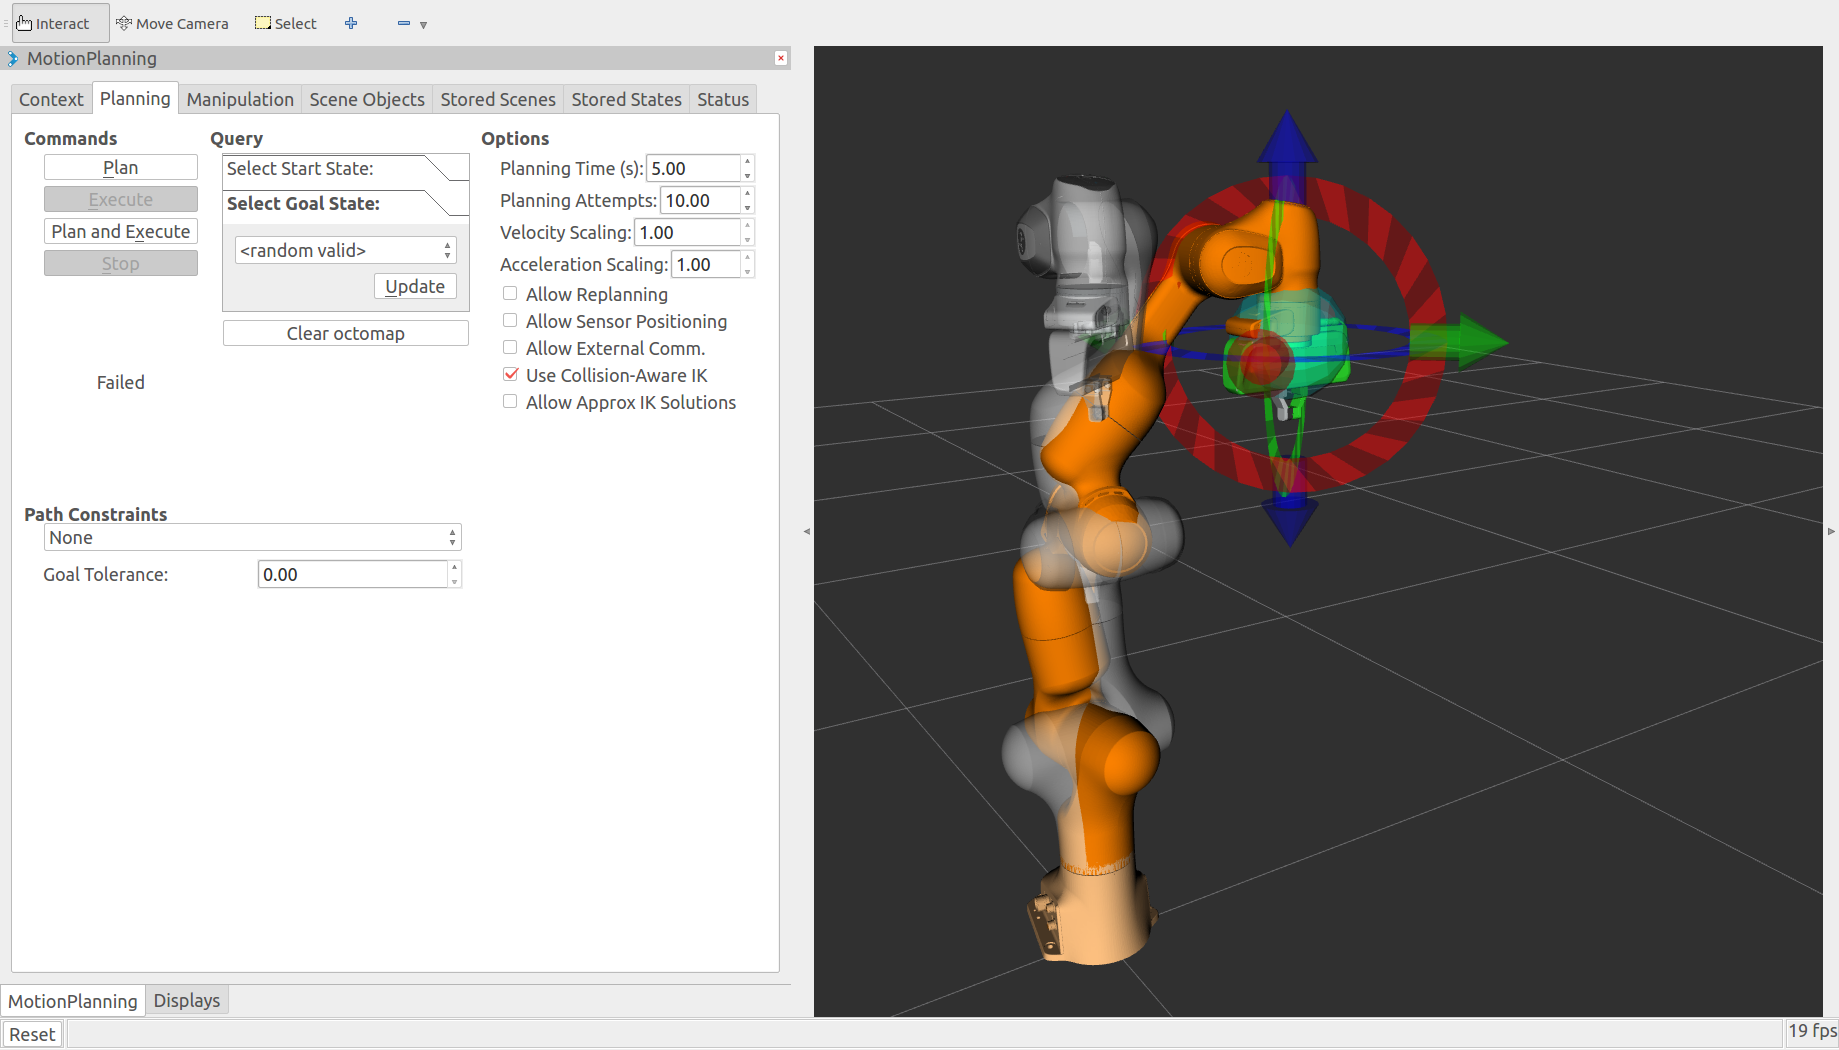 Interact Move Camera Select
MotionPlanning
Context Planning Manipulation Scene Objects Stored Scenes Stored States Status
Commands Query Options
Plan Select Start State: Planning Time (s): 5.00
Execute Select Goal State: Planning Attempts: 10.00
Plan and Execute Velocity Scaling: 1.00
Stop <random valid> Acceleration Scaling: 1.00
Update Allow Replanning
Clear octomap Allow Sensor Positioning
Allow External Comm.
Failed Use Collision-Aware IK
Allow Approx IK Solutions
Path Constraints
None
Goal Tolerance: 0.00
MotionPlanning Displays
Reset 19 fps